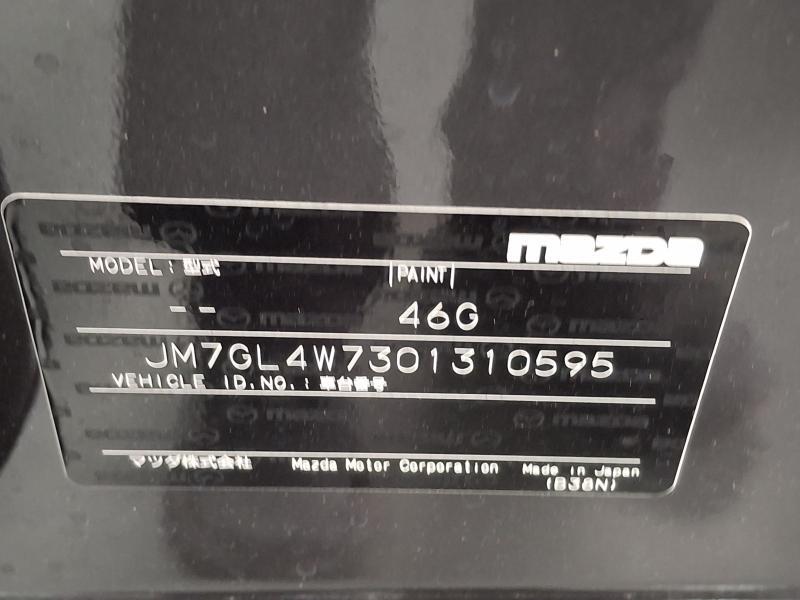 mazda
MODEL: 型式 PAINT
-- 46G
JM7GL4W7301310595
VEHICLE ID.NO.: 車台番号
マツダ株式会社 Mazda Motor Corporation Made in Japan
(B38N)